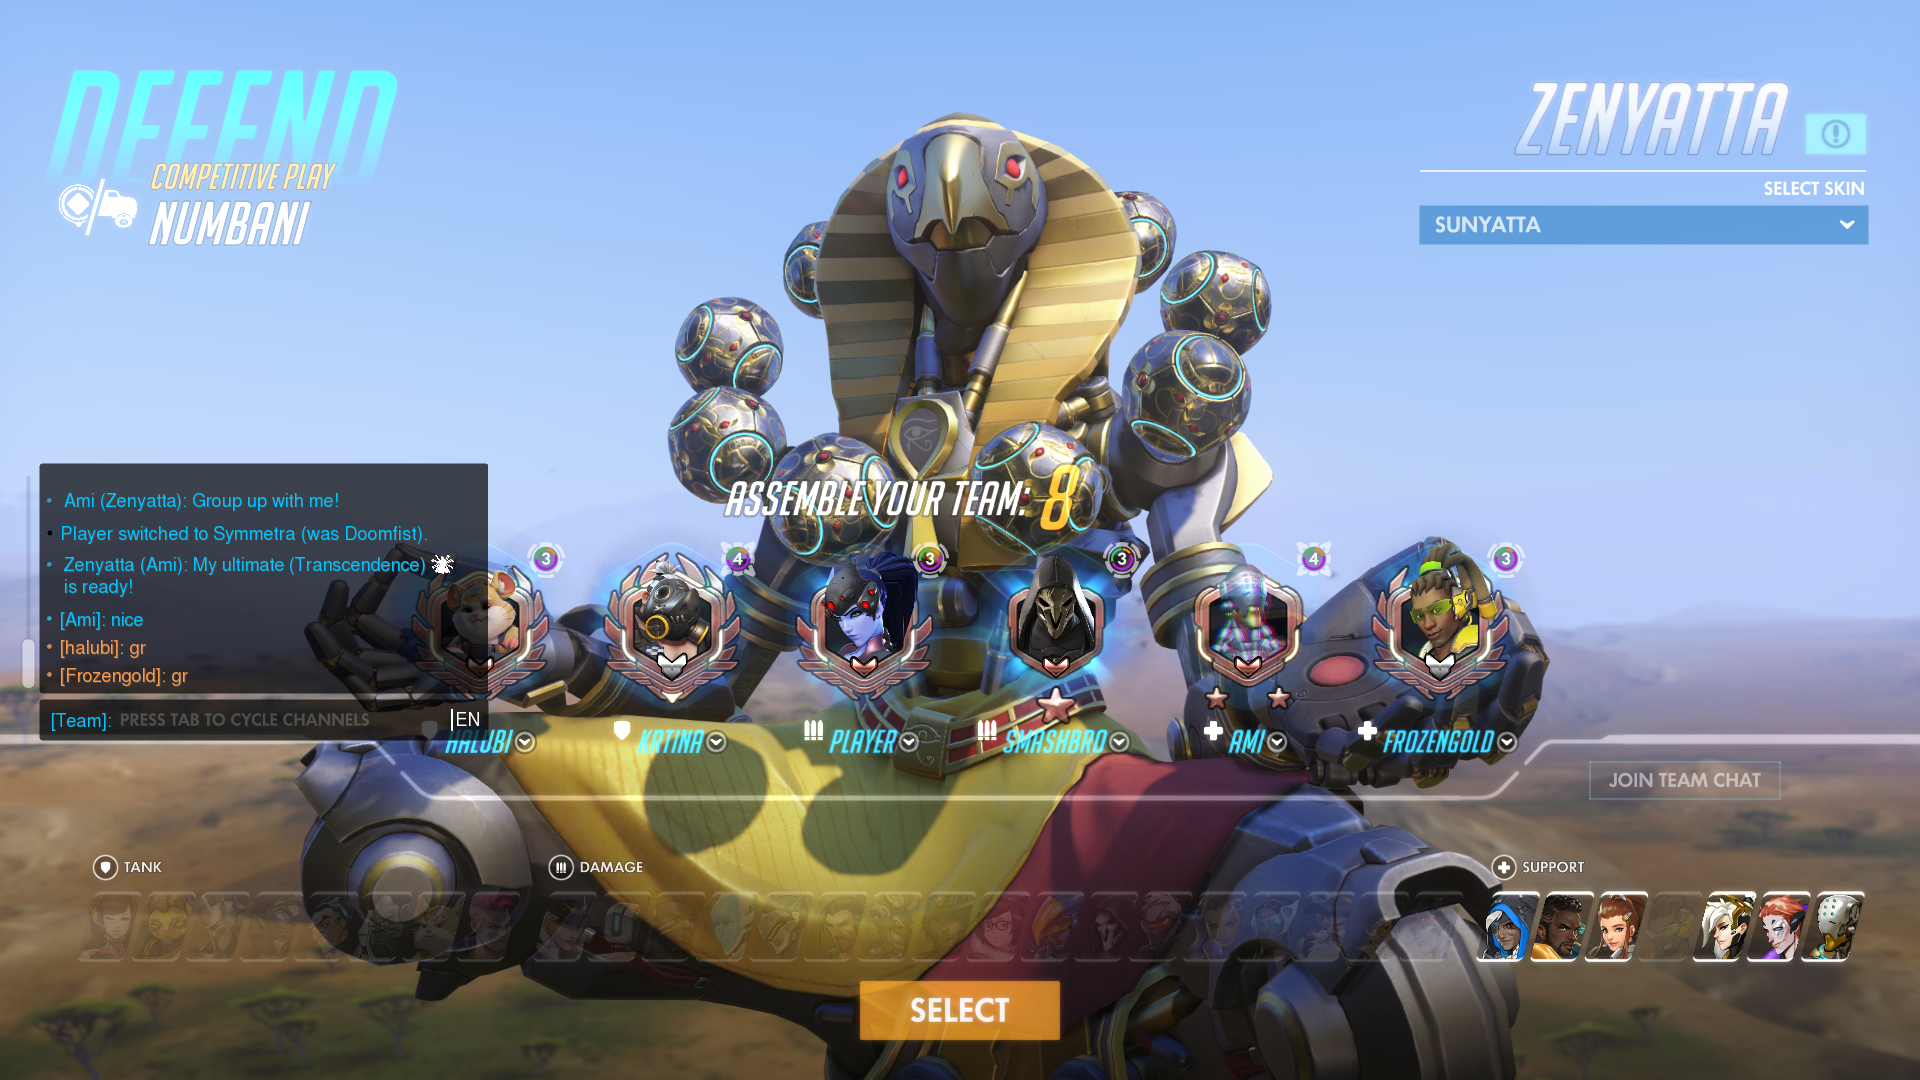 DEFEND
COMPETITIVE PLAY
NUMBANI
ZENYATTA
SELECT SKIN
SUNYATTA
Ami (Zenyatta): Group up with me!
Player switched to Symmetra (was Doomfist).
Zenyatta (Ami): My ultimate (Transcendence)
is ready!
[Ami]: nice
[halubi]: gr
[Frozengold]: gr
[Team]: PRESS TAB TO CYCLE CHANNELS EN
ASSEMBLE YOUR TEAM: 8
3 4 3 3 4 3
HALUBI KRTINA PLAYER SMASHBRO AMI FROZENGOLD
JOIN TEAM CHAT
TANK DAMAGE SUPPORT
SELECT